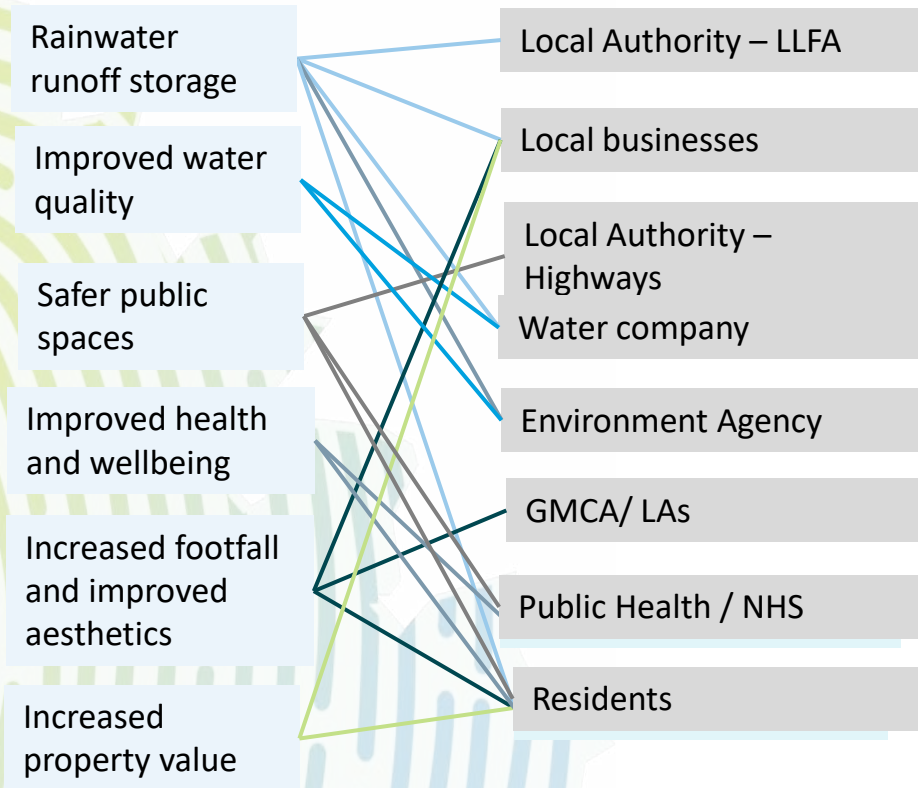 Rainwater
runoff storage
Improved water
quality
Safer public
spaces
Improved health
and wellbeing
Increased footfall
and improved
aesthetics
Increased
property value
Local Authority – LLFA
Local businesses
Local Authority –
Highways
Water company
Environment Agency
GMCA/ LAs
Public Health / NHS
Residents